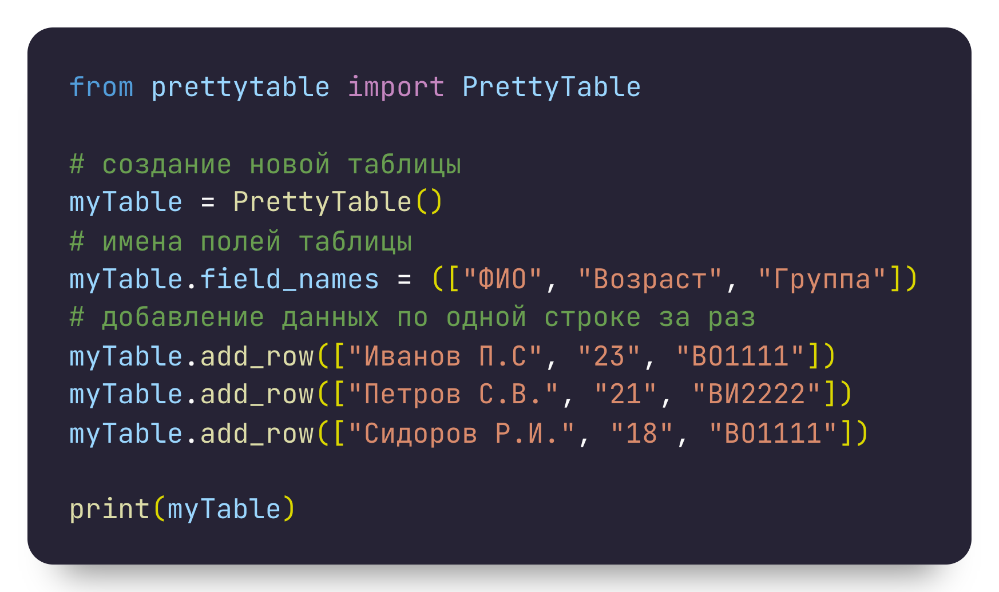 from prettytable import PrettyTable
# создание новой таблицы
myTable = PrettyTable()
# имена полей таблицы
myTable.field_names = (["ФИО", "Возраст", "Группа"])
# добавление данных по одной строке за раз
myTable.add_row(["Иванов П.С", "23", "ВО1111"])
myTable.add_row(["Петров С.В.", "21", "ВИ2222"])
myTable.add_row(["Сидоров Р.И.", "18", "ВО1111"])
print(myTable)